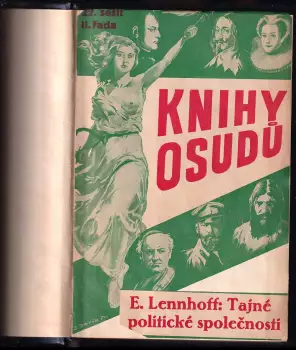 27. sešit
II. řada
KNIHY
OSUDŮ
E. Lennhoff: Tajné
politické společnosti